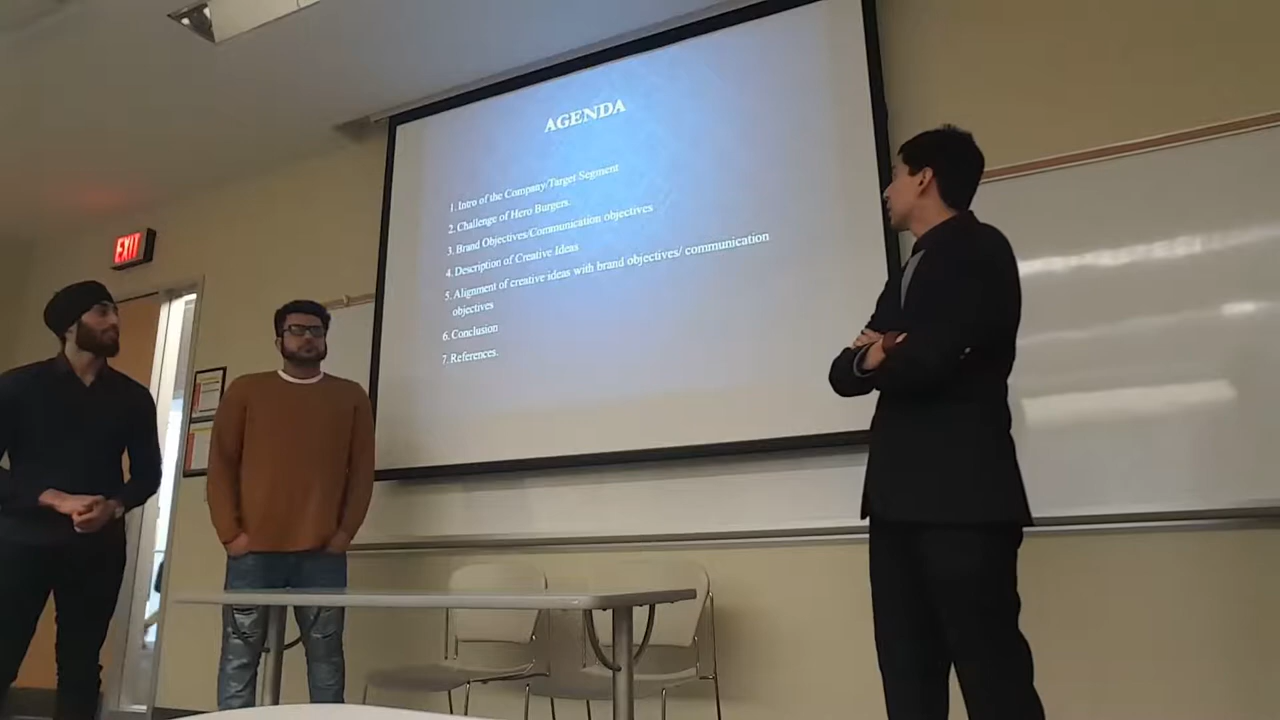 AGENDA
1. Intro of the Company/Target Segment
2. Challenge of Hero Burgers.
3. Brand Objectives/Communication objectives
4. Description of Creative Ideas
5. Alignment of creative ideas with brand objectives/ communication
objectives
6. Conclusion
7. References.
EXIT